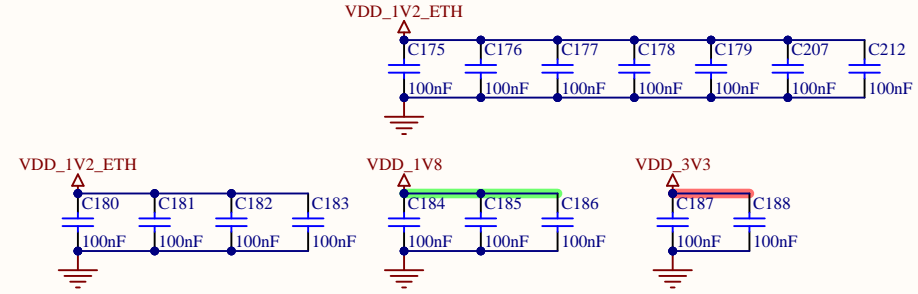 VDD_1V2_ETH
C175 C176 C177 C178 C179 C207 C212
100nF 100nF 100nF 100nF 100nF 100nF 100nF
VDD_1V2_ETH VDD_1V8 VDD_3V3
C180 C181 C182 C183 C184 C185 C186 C187 C188
100nF 100nF 100nF 100nF 100nF 100nF 100nF 100nF 100nF